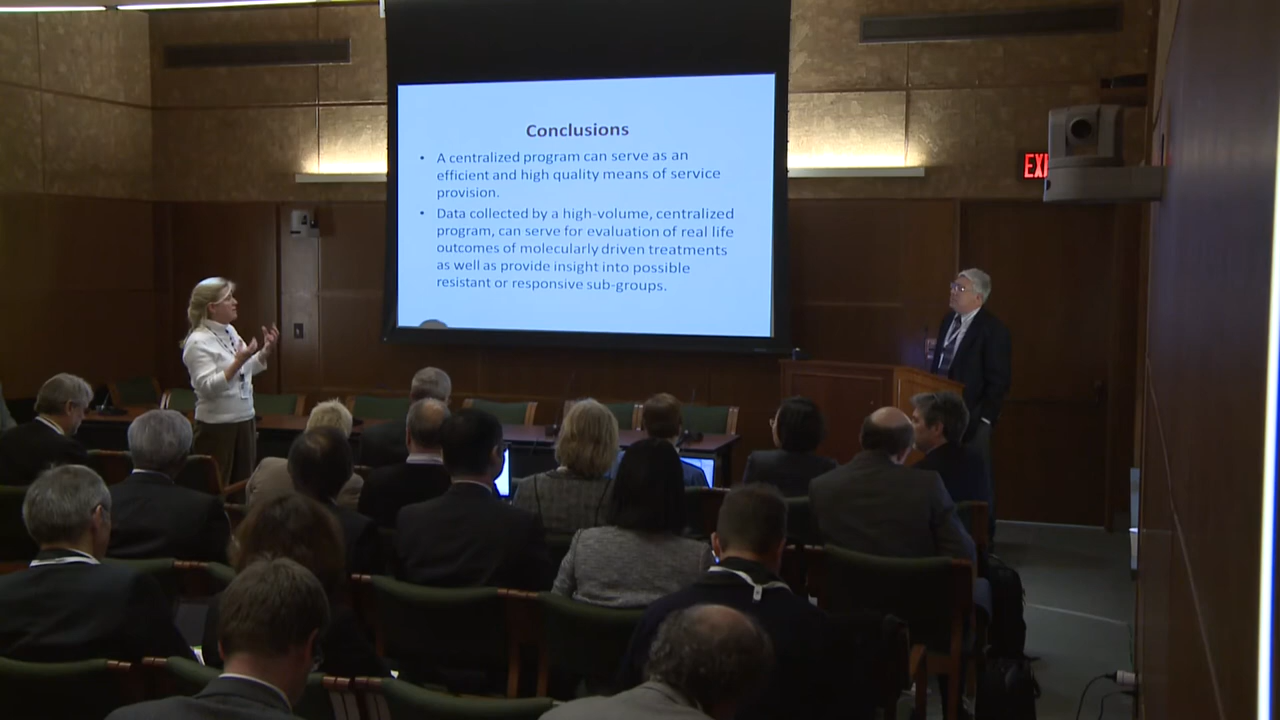 Conclusions
• A centralized program can serve as an
efficient and high quality means of service
provision.
• Data collected by a high-volume, centralized
program, can serve for evaluation of real life
outcomes of molecularly driven treatments
as well as provide insight into possible
resistant or responsive sub-groups.